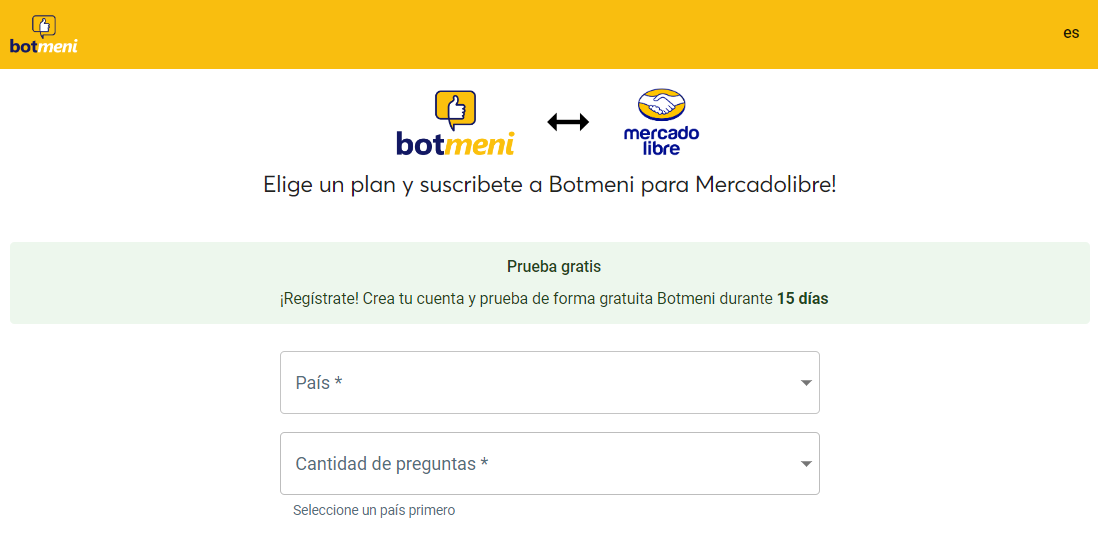 botmeni
es
botmeni
mercado
libre
Elige un plan y suscribete a Botmeni para Mercadolibre!
Prueba gratis
¡Regístrate! Crea tu cuenta y prueba de forma gratuita Botmeni durante 15 días
País *
Cantidad de preguntas *
Seleccione un país primero